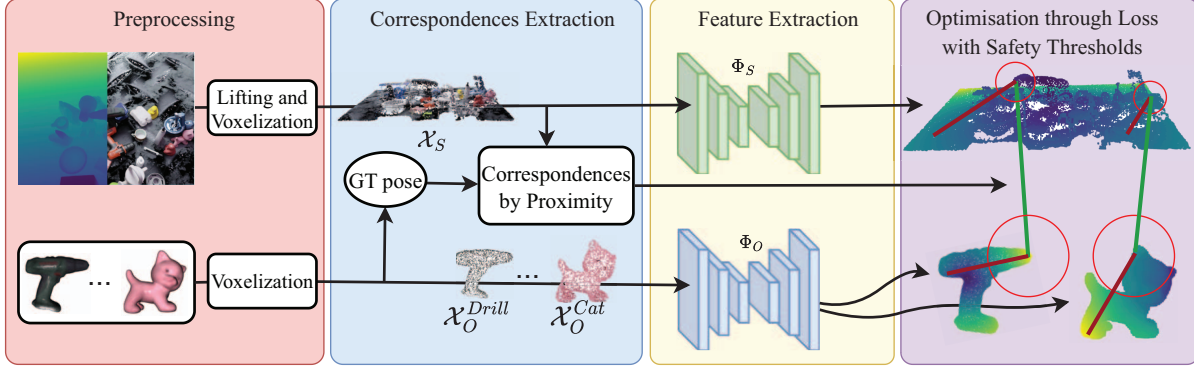 Preprocessing
Lifting and
Voxelization
...
Voxelization
Correspondences Extraction
𝒳_S
GT pose
Correspondences
by Proximity
...
𝒳_O^Drill
𝒳_O^Cat
Feature Extraction
Φ_S
Φ_O
Optimisation through Loss
with Safety Thresholds